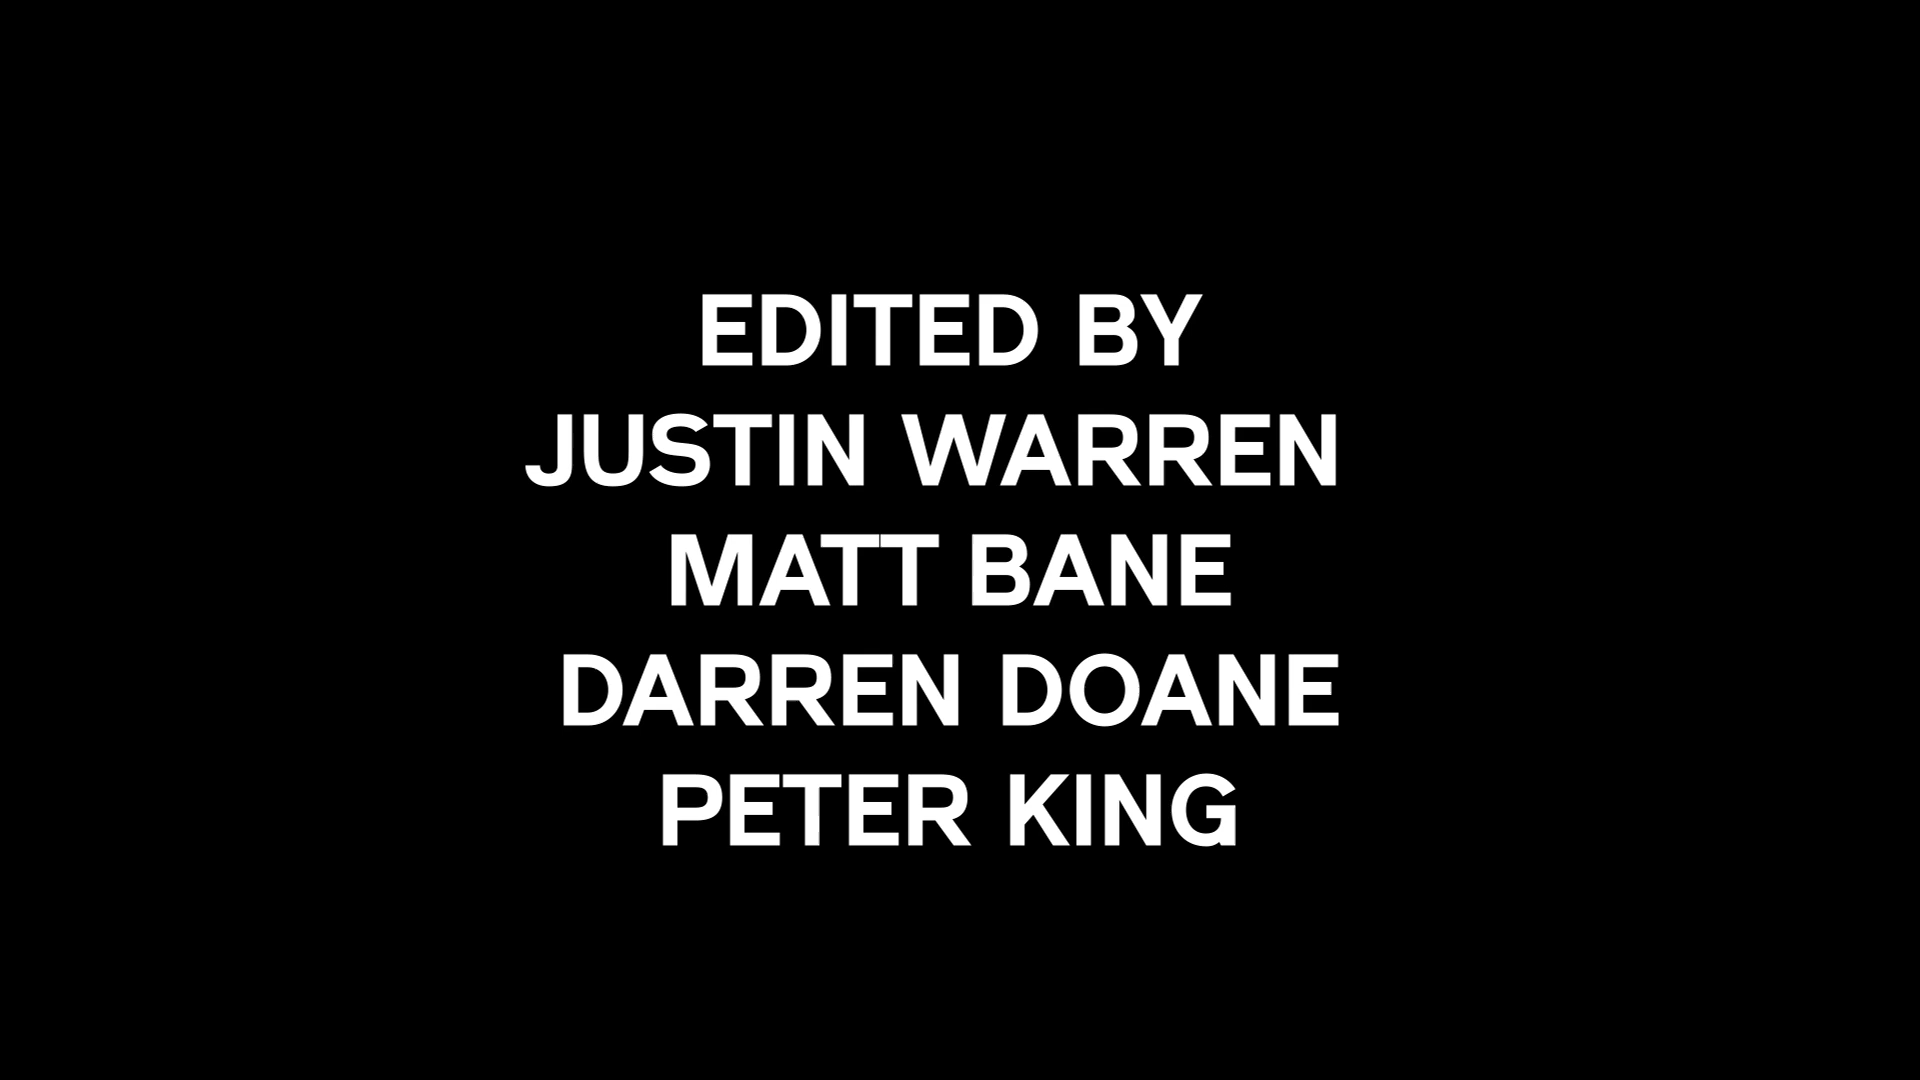 EDITED BY
JUSTIN WARREN
MATT BANE
DARREN DOANE
PETER KING